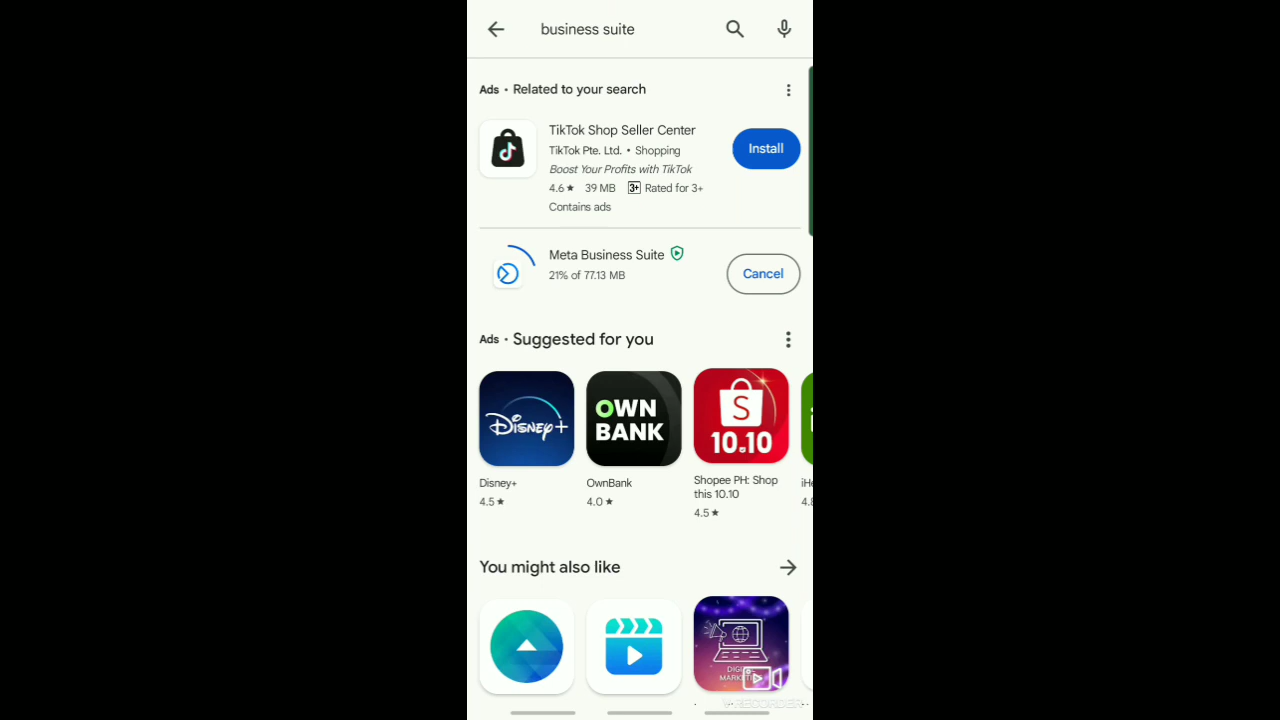 business suite
Ads • Related to your search
TikTok Shop Seller Center
TikTok Pte. Ltd. • Shopping
Boost Your Profits with TikTok
4.6★ 39 MB 3+ Rated for 3+
Contains ads
Install
Meta Business Suite
21% of 77.13 MB
Cancel
Ads • Suggested for you
Disney+
OWN
BANK
S
10.10
Disney+
4.5★
OwnBank
4.0★
Shopee PH: Shop
this 10.10
4.5★
You might also like